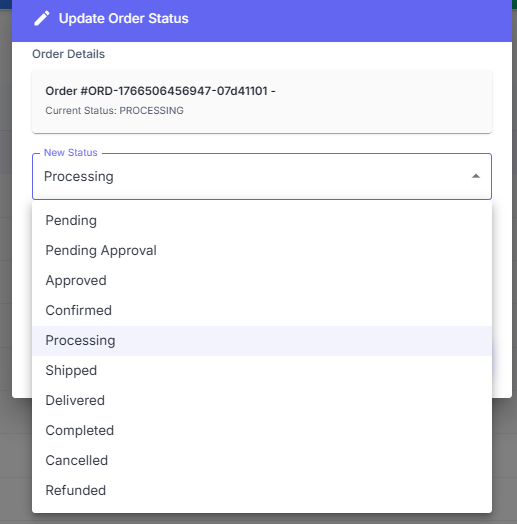 Update Order Status
Order Details
Order #ORD-1766506456947-07d41101 -
Current Status: PROCESSING
New Status
Processing
Pending
Pending Approval
Approved
Confirmed
Processing
Shipped
Delivered
Completed
Cancelled
Refunded